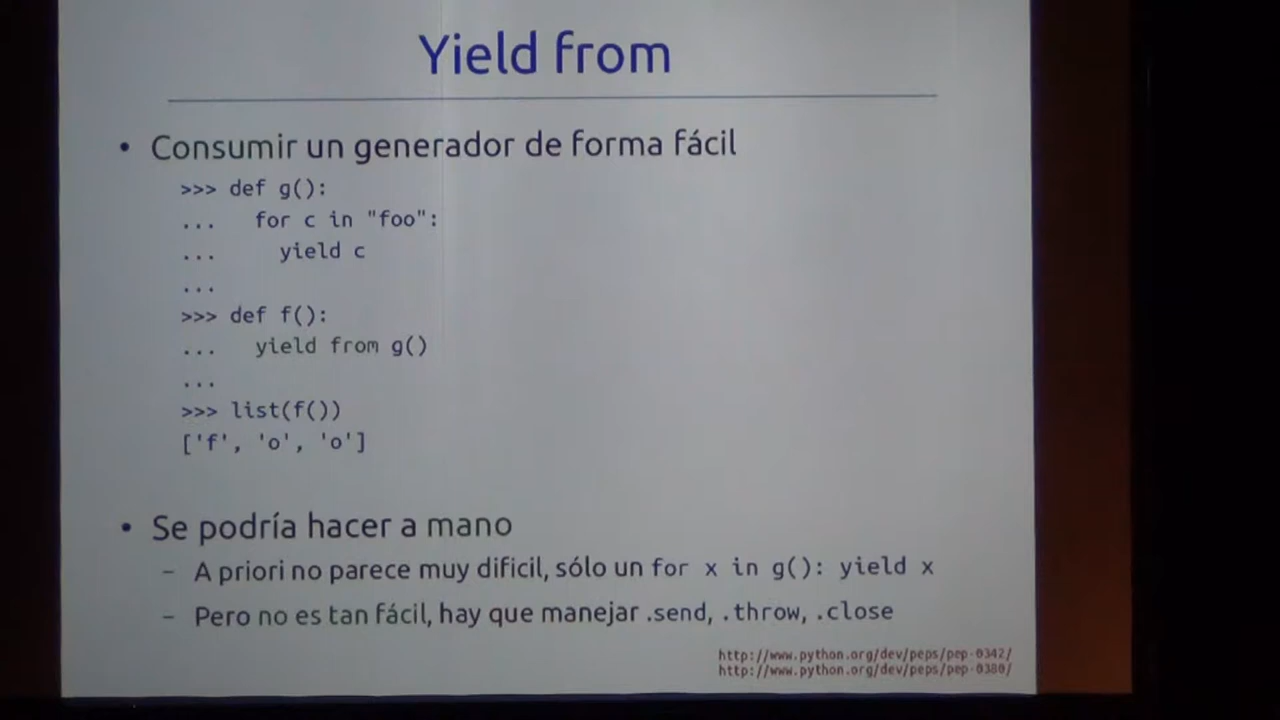 Yield from
• Consumir un generador de forma fácil
>>> def g():
...   for c in "foo":
...     yield c
...
>>> def f():
...   yield from g()
...
>>> list(f())
['f', 'o', 'o']
• Se podría hacer a mano
– A priori no parece muy dificil, sólo un for x in g(): yield x
– Pero no es tan fácil, hay que manejar .send, .throw, .close
http://www.python.org/dev/peps/pep-0342/
http://www.python.org/dev/peps/pep-0380/